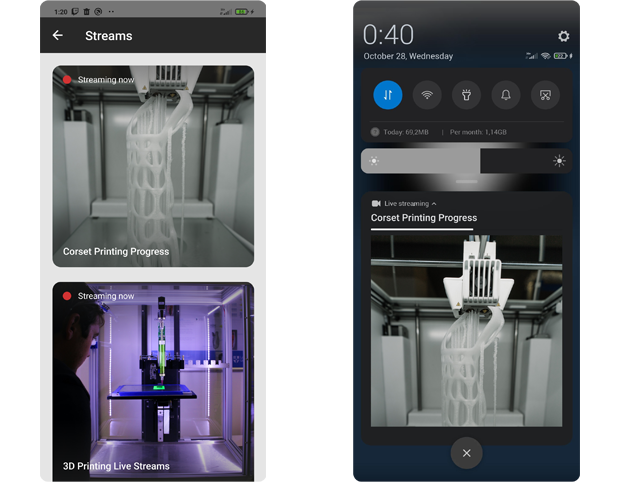 1:20
Streams
Streaming now
Corset Printing Progress
Streaming now
3D Printing Live Streams
0:40
October 28, Wednesday
Today: 69,2MB | Per month: 1,14GB
Live streaming
Corset Printing Progress